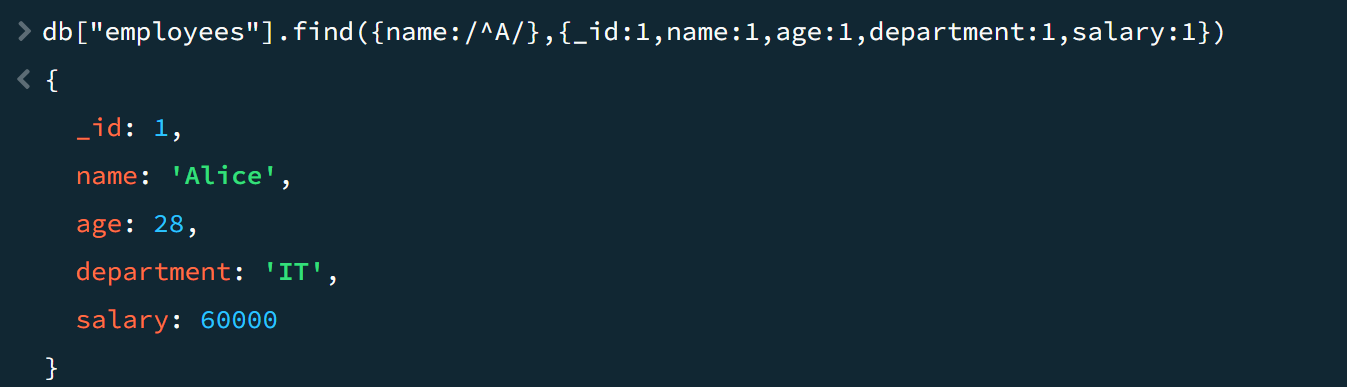 > db["employees"].find({name:/^A/},{_id:1,name:1,age:1,department:1,salary:1})
< {
_id: 1,
name: 'Alice',
age: 28,
department: 'IT',
salary: 60000
}